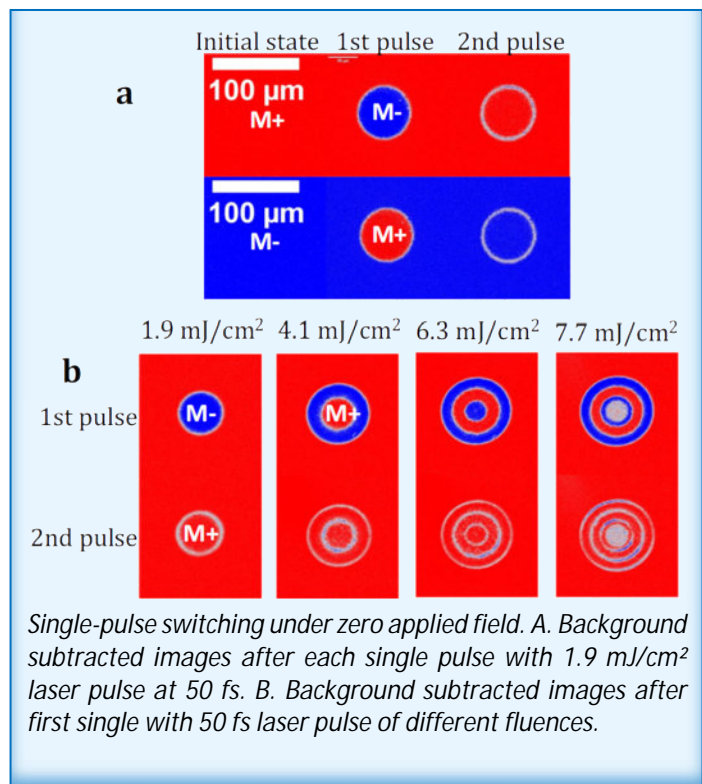 Initial state 1st pulse 2nd pulse
a
100 µm
M+
M-
100 µm
M-
M+
1.9 mJ/cm² 4.1 mJ/cm² 6.3 mJ/cm² 7.7 mJ/cm²
b
1st pulse M- M+
2nd pulse M+
Single-pulse switching under zero applied field. A. Background
subtracted images after each single pulse with 1.9 mJ/cm²
laser pulse at 50 fs. B. Background subtracted images after
first single with 50 fs laser pulse of different fluences.